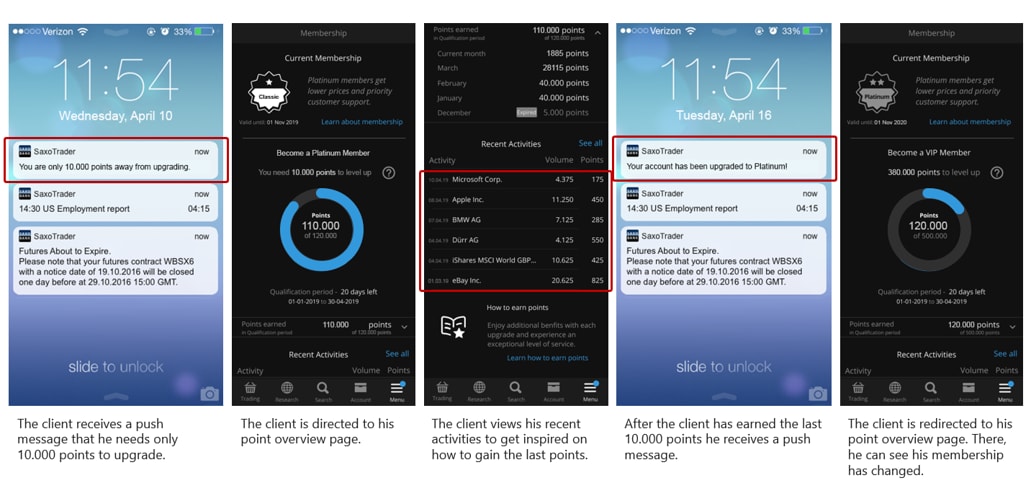 Verizon 33%
11:54
Wednesday, April 10
SaxoTrader now
You are only 10.000 points away from upgrading.
SaxoTrader now
14:30 US Employment report 04:15
SaxoTrader now
Futures About to Expire.
Please note that your futures contract WBSX6
with a notice date of 19.10.2016 will be closed
one day before at 29.10.2016 15:00 GMT.
slide to unlock
The client receives a push
message that he needs only
10.000 points to upgrade.
Membership
Current Membership
Classic
Platinum members get
lower prices and priority
customer support.
Valid until: 01 Nov 2019 Learn about membership
Become a Platinum Member
You need 10.000 points to level up ?
Points
110.000
of 120.000
Qualification period - 20 days left
01-01-2019 to 30-04-2019
Points earned 110.000 points
in Qualification period of 120.000 points
Recent Activities See all
Activity Volume Points
Trading Research Search Account Menu
The client is directed to his
point overview page.
Points earned 110.000 points
in Qualification period of 120.000 points
Current month 1885 points
March 28115 points
February 40.000 points
January 40.000 points
December Expired 5.000 points
Recent Activities See all
Activity Volume Points
10.04.19 Microsoft Corp. 4.375 175
08.04.19 Apple Inc. 11.250 450
07.04.19 BMW AG 7.125 285
04.04.19 Dürr AG 4.125 550
04.04.19 iShares MSCI World GBP... 10.625 425
01.03.19 eBay Inc. 20.625 825
How to earn points
Enjoy additional benfits with each
upgrade and experience an
exceptional level of service.
Learn how to earn points
Trading Research Search Account Menu
The client views his recent
activities to get inspired on
how to gain the last points.
Verizon 33%
11:54
Tuesday, April 16
SaxoTrader now
Your account has been upgraded to Platinum!
SaxoTrader now
14:30 US Employment report 04:15
SaxoTrader now
Futures About to Expire.
Please note that your futures contract WBSX6
with a notice date of 19.10.2016 will be closed
one day before at 29.10.2016 15:00 GMT.
slide to unlock
After the client has earned the last
10.000 points he receives a push
message.
Membership
Current Membership
Platinum
Platinum members get
lower prices and priority
customer support.
Valid until: 01 Nov 2020 Learn about membership
Become a VIP Member
380.000 points to level up ?
Points
120.000
of 500.000
Qualification period - 20 days left
01-01-2019 to 30-04-2019
Points earned 120.000 points
in Qualification period of 500.000 points
Recent Activities See all
Activity Volume Points
Trading Research Search Account Menu
The client is redirected to his
point overview page. There,
he can see his membership
has changed.